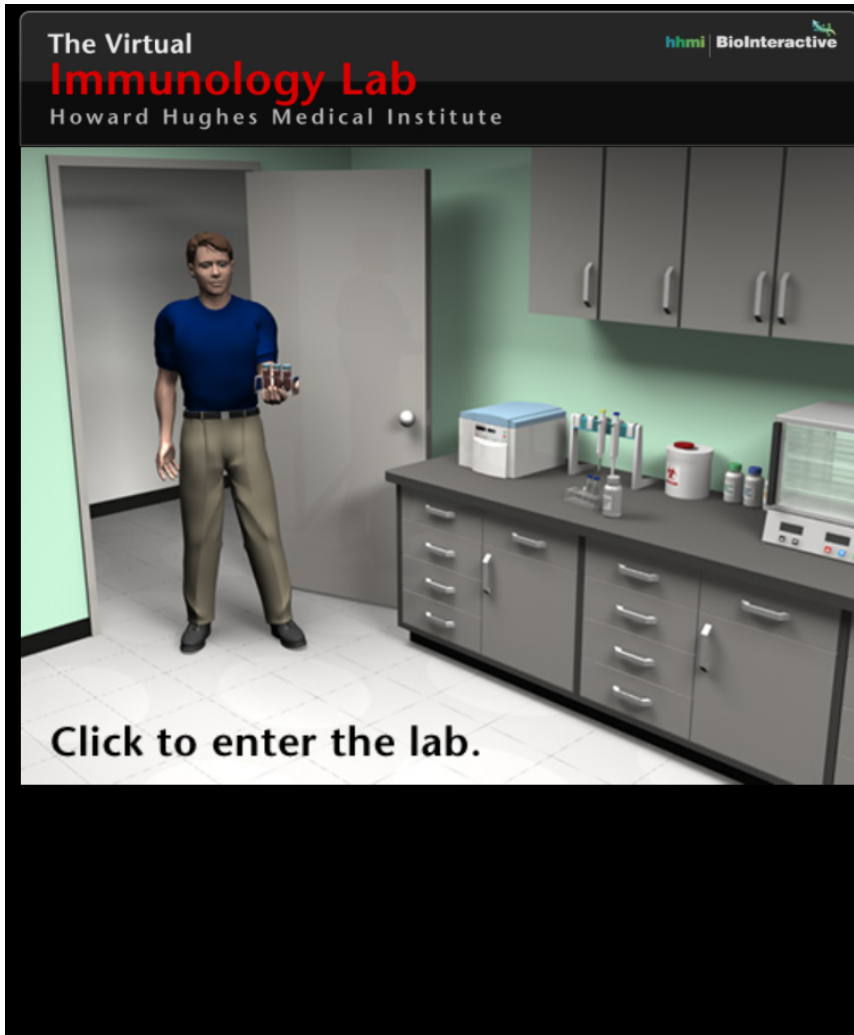 The Virtual
Immunology Lab
Howard Hughes Medical Institute
hhmi BioInteractive
Click to enter the lab.